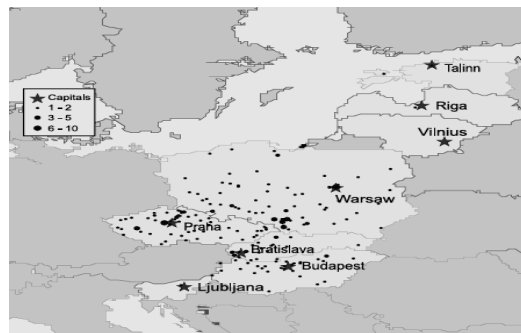 Talinn
Capitals
1 - 2
3 - 5
6 - 10
Riga
Vilnius
Warsaw
Praha
Bratislava
Budapest
Ljubljana